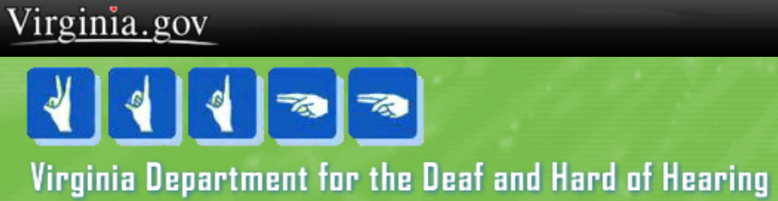 Virginia.gov
Virginia Department for the Deaf and Hard of Hearing